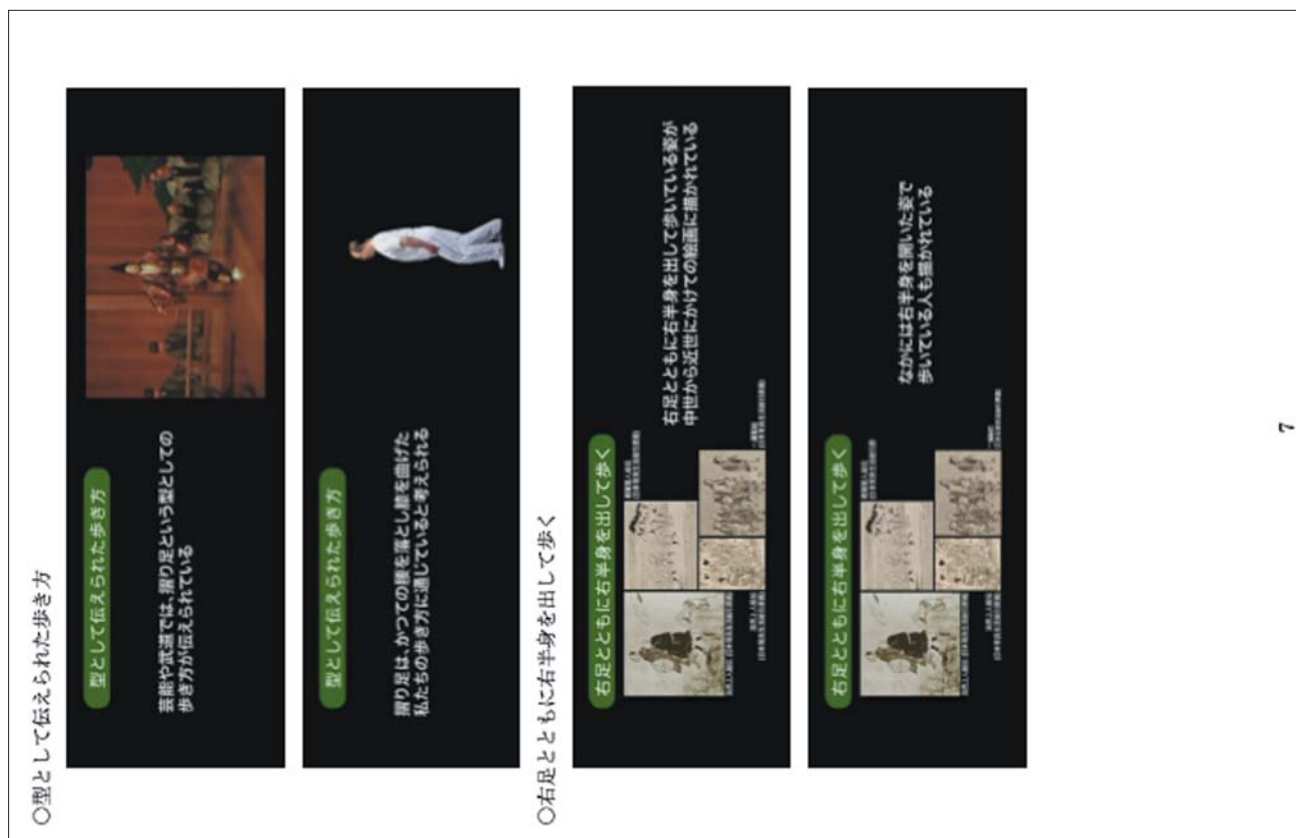 ○型として伝えられた歩き方
型として伝えられた歩き方
芸能や武道では、摺り足という型としての
歩き方が伝えられている
型として伝えられた歩き方
摺り足は、かつての腰を落とし膝を曲げた
私たちの歩き方に通じていると考えられる
○右足とともに右半身を出して歩く
右足とともに右半身を出して歩く
右足とともに右半身を出して歩いている姿が
中世から近世にかけての絵画に描かれている
右足とともに右半身を出して歩く
なかには右半身を開いた姿で
歩いている人も描かれている
7